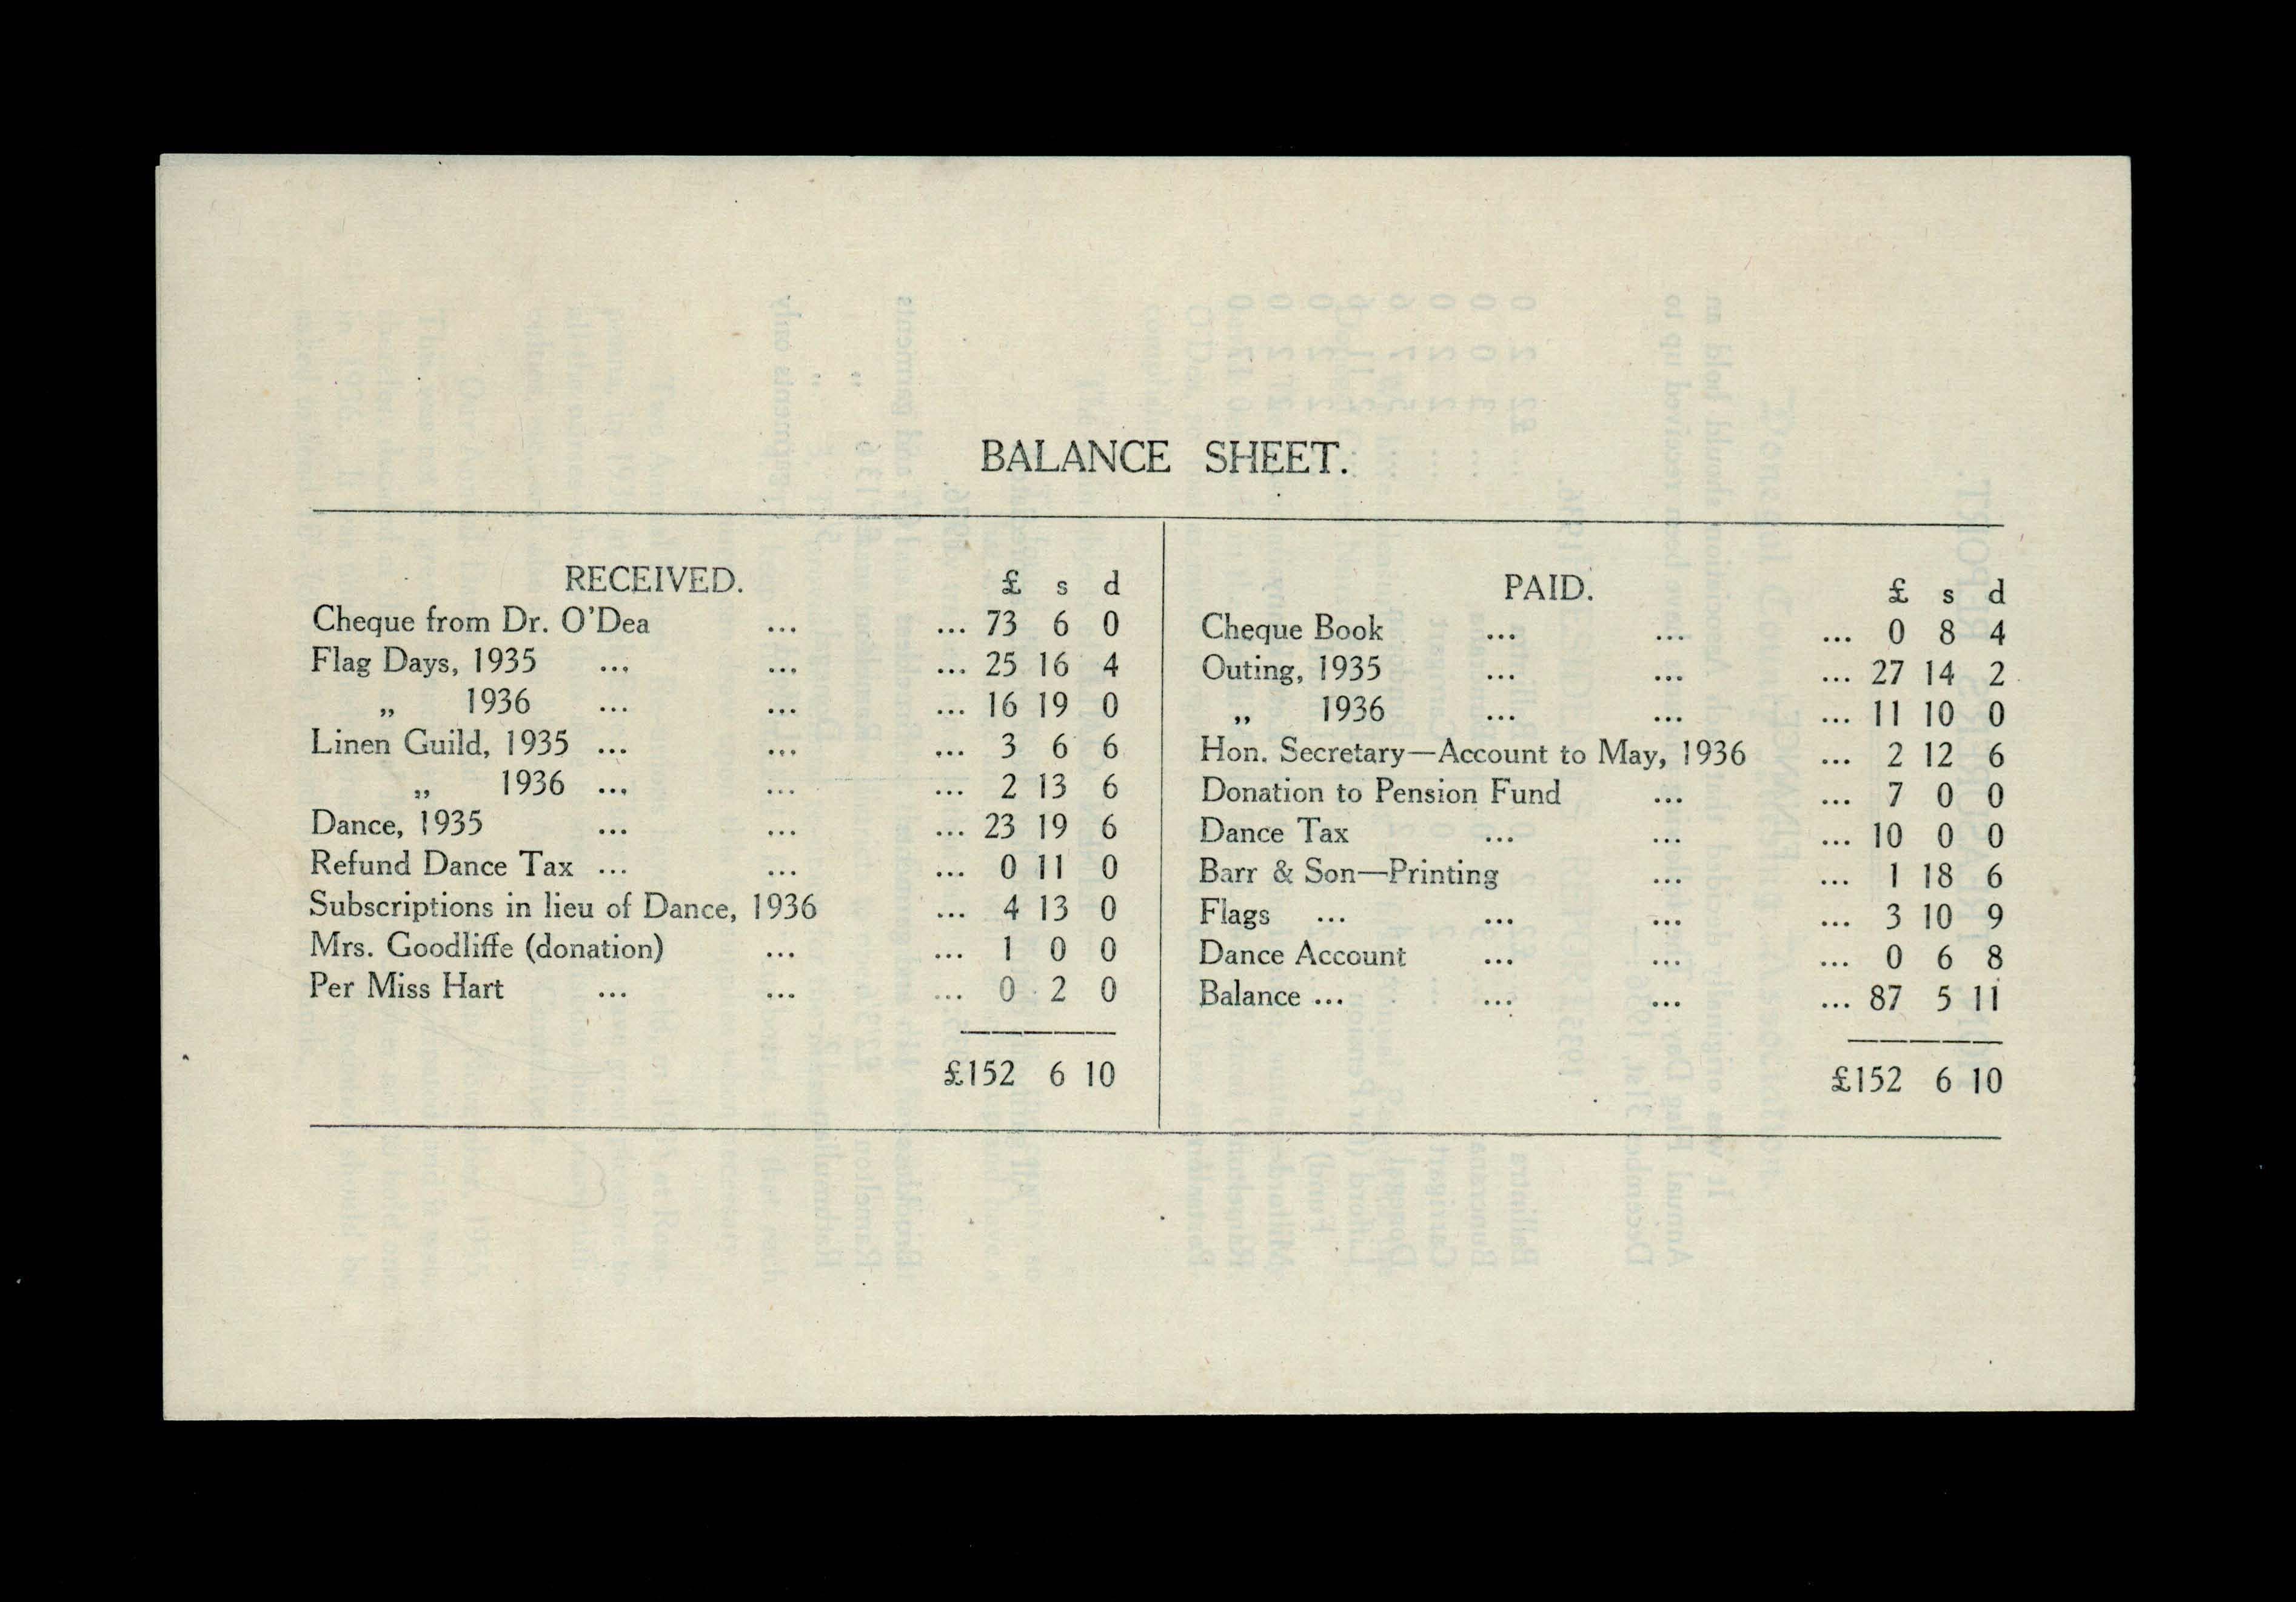 BALANCE SHEET.
RECEIVED. £ s d
Cheque from Dr. O'Dea ... ... 73 6 0
Flag Days, 1935 ... ... ... 25 16 4
„ 1936 ... ... ... 16 19 0
Linen Guild, 1935 ... ... ... 3 6 6
„ 1936 ... ... ... 2 13 6
Dance, 1935 ... ... ... 23 19 6
Refund Dance Tax ... ... ... 0 11 0
Subscriptions in lieu of Dance, 1936 ... 4 13 0
Mrs. Goodliffe (donation) ... ... 1 0 0
Per Miss Hart ... ... ... 0 2 0
£152 6 10
PAID. £ s d
Cheque Book ... ... ... 0 8 4
Outing, 1935 ... ... ... 27 14 2
„ 1936 ... ... ... 11 10 0
Hon. Secretary—Account to May, 1936 ... 2 12 6
Donation to Pension Fund ... ... 7 0 0
Dance Tax ... ... ... 10 0 0
Barr & Son—Printing ... ... 1 18 6
Flags ... ... ... ... 3 10 9
Dance Account ... ... ... 0 6 8
Balance ... ... ... ... 87 5 11
£152 6 10